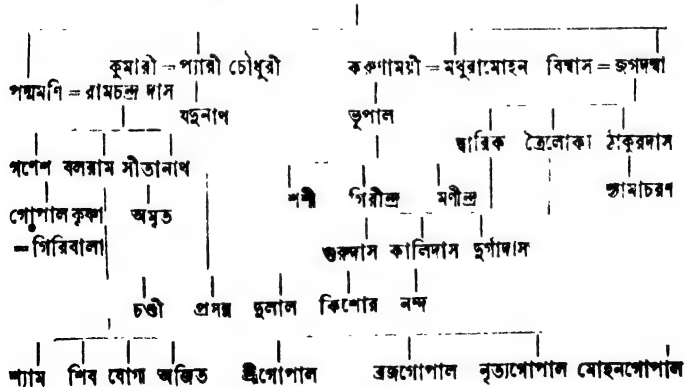 কুমারী = প্যারী চৌধুরী করুণাময়ী = মথুরামোহন বিশ্বাস = জগদম্বা
পদ্মমণি = রামচন্দ্র দাস
যদুনাথ ভূপাল
দ্বারিক ত্রৈলোক্য ঠাকুরদাস
গণেশ বলরাম সীতানাথ
শশী গিরীন্দ্র মণীন্দ্র শ্যামাচরণ
গোপাল কৃষ্ণা অমৃত
= গিরিবালা গুরুদাস কালিদাস দুর্গাদাস
চণ্ডী প্রসন্ন দুলাল কিশোর নন্দ
শ্যাম শিব যোগা অজিত শ্রীগোপাল ব্রজগোপাল নৃত্যগোপাল মোহনগোপাল